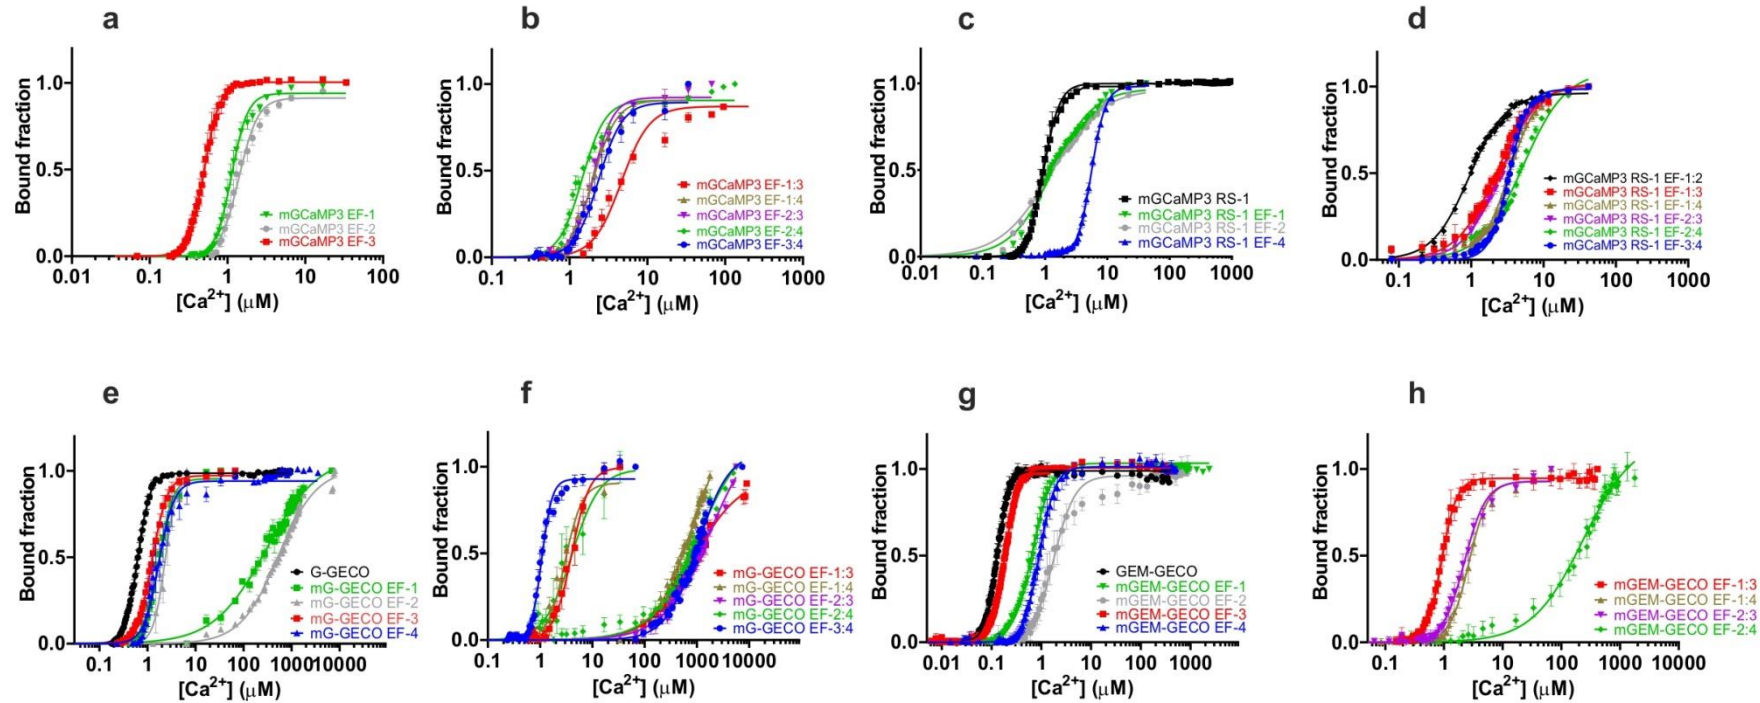 a
1.0
0.5
0.0
Bound fraction
mGCaMP3 EF-1
mGCaMP3 EF-2
mGCaMP3 EF-3
0.01 0.1 1 10 100
[Ca2+] (μM)
b
1.0
0.5
0.0
Bound fraction
mGCaMP3 EF-1:3
mGCaMP3 EF-1:4
mGCaMP3 EF-2:3
mGCaMP3 EF-2:4
mGCaMP3 EF-3:4
0.1 1 10 100 1000
[Ca2+] (μM)
c
1.0
0.5
0.0
Bound fraction
mGCaMP3 RS-1
mGCaMP3 RS-1 EF-1
mGCaMP3 RS-1 EF-2
mGCaMP3 RS-1 EF-4
0.01 0.1 1 10 100 1000
[Ca2+] (μM)
d
1.0
0.5
0.0
Bound fraction
mGCaMP3 RS-1 EF-1:2
mGCaMP3 RS-1 EF-1:3
mGCaMP3 RS-1 EF-1:4
mGCaMP3 RS-1 EF-2:3
mGCaMP3 RS-1 EF-2:4
mGCaMP3 RS-1 EF-3:4
0.1 1 10 100 1000
[Ca2+] (μM)
e
1.0
0.5
0.0
Bound fraction
G-GECO
mG-GECO EF-1
mG-GECO EF-2
mG-GECO EF-3
mG-GECO EF-4
0.1 1 10 100 1000 10000
[Ca2+] (μM)
f
1.0
0.5
0.0
Bound fraction
mG-GECO EF-1:3
mG-GECO EF-1:4
mG-GECO EF-2:3
mG-GECO EF-2:4
mG-GECO EF-3:4
0.1 1 10 100 1000 10000
[Ca2+] (μM)
g
1.0
0.5
0.0
Bound fraction
GEM-GECO
mGEM-GECO EF-1
mGEM-GECO EF-2
mGEM-GECO EF-3
mGEM-GECO EF-4
0.01 0.1 1 10 100 1000
[Ca2+] (μM)
h
1.0
0.5
0.0
Bound fraction
mGEM-GECO EF-1:3
mGEM-GECO EF-1:4
mGEM-GECO EF-2:3
mGEM-GECO EF-2:4
0.1 1 10 100 1000 10000
[Ca2+] (μM)